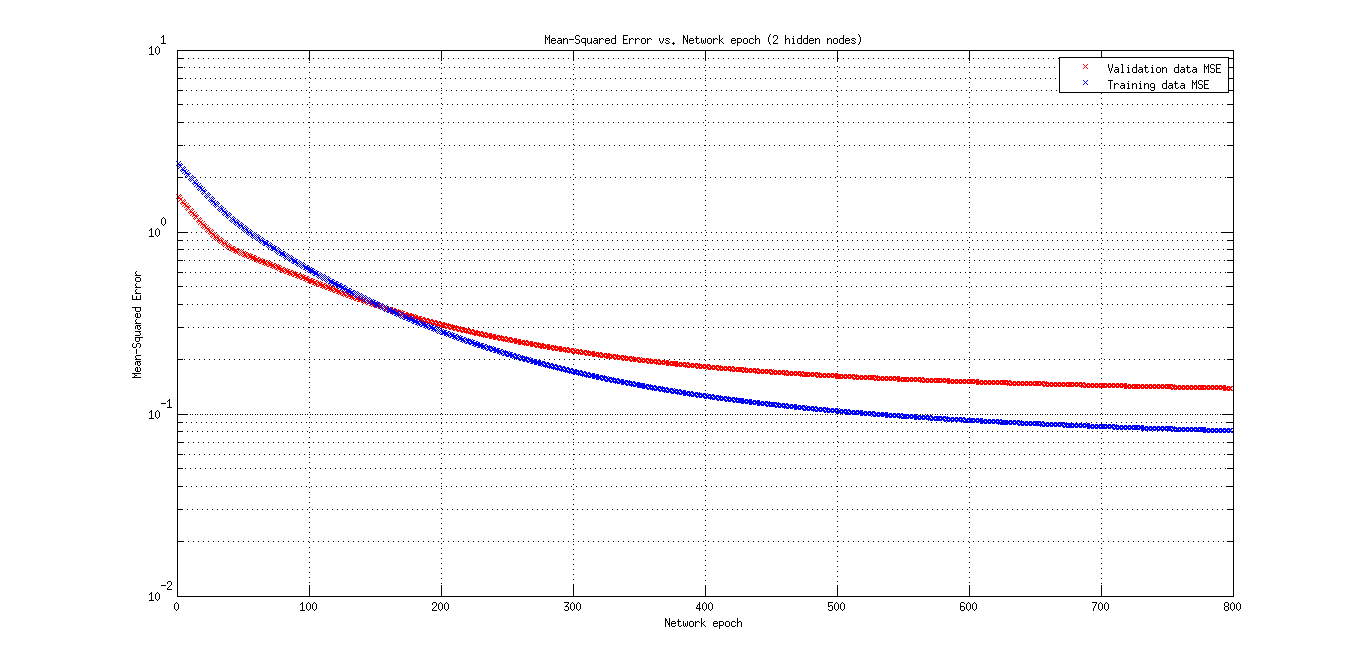 Mean-Squared Error vs. Network epoch (2 hidden nodes)
10^1
Validation data MSE
Training data MSE
10^0
Mean-Squared Error
10^-1
10^-2
0 100 200 300 400 500 600 700 800
Network epoch